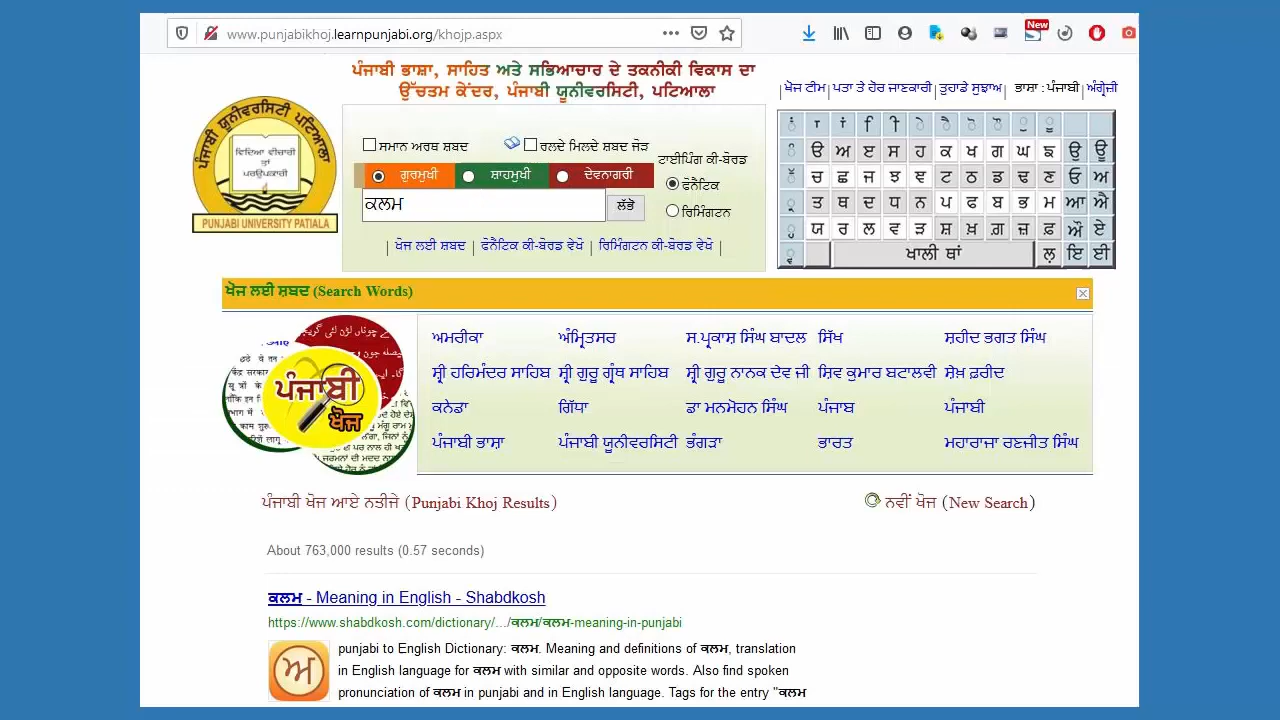 www.punjabikhoj.learnpunjabi.org/khojp.aspx
New
ਪੰਜਾਬੀ ਭਾਸ਼ਾ, ਸਾਹਿਤ ਅਤੇ ਸਭਿਆਚਾਰ ਦੇ ਤਕਨੀਕੀ ਵਿਕਾਸ ਦਾ
ਉੱਚਤਮ ਕੇਂਦਰ, ਪੰਜਾਬੀ ਯੂਨੀਵਰਸਿਟੀ, ਪਟਿਆਲਾ
| ਖੋਜ ਟੀਮ | ਪਤਾ ਤੇ ਹੋਰ ਜਾਣਕਾਰੀ | ਤੁਹਾਡੇ ਸੁਝਾਅ | ਭਾਸ਼ਾ : ਪੰਜਾਬੀ | ਅੰਗ੍ਰੇਜ਼ੀ
ਪੰਜਾਬੀ ਯੂਨੀਵਰਸਿਟੀ ਪਟਿਆਲਾ
ਵਿਦਿਆ ਵੀਚਾਰੀ
ਤਾਂ
ਪਰਉਪਕਾਰੀ
PUNJABI UNIVERSITY PATIALA
ਸਮਾਨ ਅਰਥ ਸ਼ਬਦ ਰਲਦੇ ਮਿਲਦੇ ਸ਼ਬਦ ਜੋੜ
ਟਾਈਪਿੰਗ ਕੀ-ਬੋਰਡ
ਗੁਰਮੁਖੀ ਸ਼ਾਹਮੁਖੀ ਦੇਵਨਾਗਰੀ
ਫੋਨੈਟਿਕ
ਕਲਮ ਲੱਭੋ
ਰਿਮਿੰਗਟਨ
| ਖੋਜ ਲਈ ਸ਼ਬਦ | ਫੋਨੈਟਿਕ ਕੀ-ਬੋਰਡ ਵੇਖੋ | ਰਿਮਿੰਗਟਨ ਕੀ-ਬੋਰਡ ਵੇਖੋ |
ੰ ਾ ਾਂ ਿ ੀ ੇ ੈ ੋ ੌ ੁ ੂ
ੳ ਅ ੲ ਸ ਹ ਕ ਖ ਗ ਘ ਙ ਉ ਊ
ਚ ਛ ਜ ਝ ਞ ਟ ਠ ਡ ਢ ਣ ਓ ਅ
ਤ ਥ ਦ ਧ ਨ ਪ ਫ ਬ ਭ ਮ ਆ ਐ
ਯ ਰ ਲ ਵ ੜ ਸ਼ ਖ਼ ਗ਼ ਜ਼ ਫ਼ ਔ ਏ
ਖਾਲੀ ਥਾਂ ਲ਼ ਇ ਈ
ਖੋਜ ਲਈ ਸ਼ਬਦ (Search Words)
ਪੰਜਾਬੀ
ਖੋਜ
ਅਮਰੀਕਾ ਅੰਮ੍ਰਿਤਸਰ ਸ.ਪ੍ਰਕਾਸ਼ ਸਿੰਘ ਬਾਦਲ ਸਿੱਖ ਸ਼ਹੀਦ ਭਗਤ ਸਿੰਘ
ਸ੍ਰੀ ਹਰਿਮੰਦਰ ਸਾਹਿਬ ਸ੍ਰੀ ਗੁਰੂ ਗ੍ਰੰਥ ਸਾਹਿਬ ਸ੍ਰੀ ਗੁਰੂ ਨਾਨਕ ਦੇਵ ਜੀ ਸ਼ਿਵ ਕੁਮਾਰ ਬਟਾਲਵੀ ਸ਼ੇਖ਼ ਫ਼ਰੀਦ
ਕਨੇਡਾ ਗਿੱਧਾ ਡਾ ਮਨਮੋਹਨ ਸਿੰਘ ਪੰਜਾਬ ਪੰਜਾਬੀ
ਪੰਜਾਬੀ ਭਾਸ਼ਾ ਪੰਜਾਬੀ ਯੂਨੀਵਰਸਿਟੀ ਭੰਗੜਾ ਭਾਰਤ ਮਹਾਰਾਜਾ ਰਣਜੀਤ ਸਿੰਘ
ਪੰਜਾਬੀ ਖੋਜ ਆਏ ਨਤੀਜੇ (Punjabi Khoj Results) ਨਵੀਂ ਖੋਜ (New Search)
About 763,000 results (0.57 seconds)
ਕਲਮ - Meaning in English - Shabdkosh
https://www.shabdkosh.com/dictionary/.../ਕਲਮ/ਕਲਮ-meaning-in-punjabi
ਅ
punjabi to English Dictionary: ਕਲਮ. Meaning and definitions of ਕਲਮ, translation
in English language for ਕਲਮ with similar and opposite words. Also find spoken
pronunciation of ਕਲਮ in punjabi and in English language. Tags for the entry "ਕਲਮ